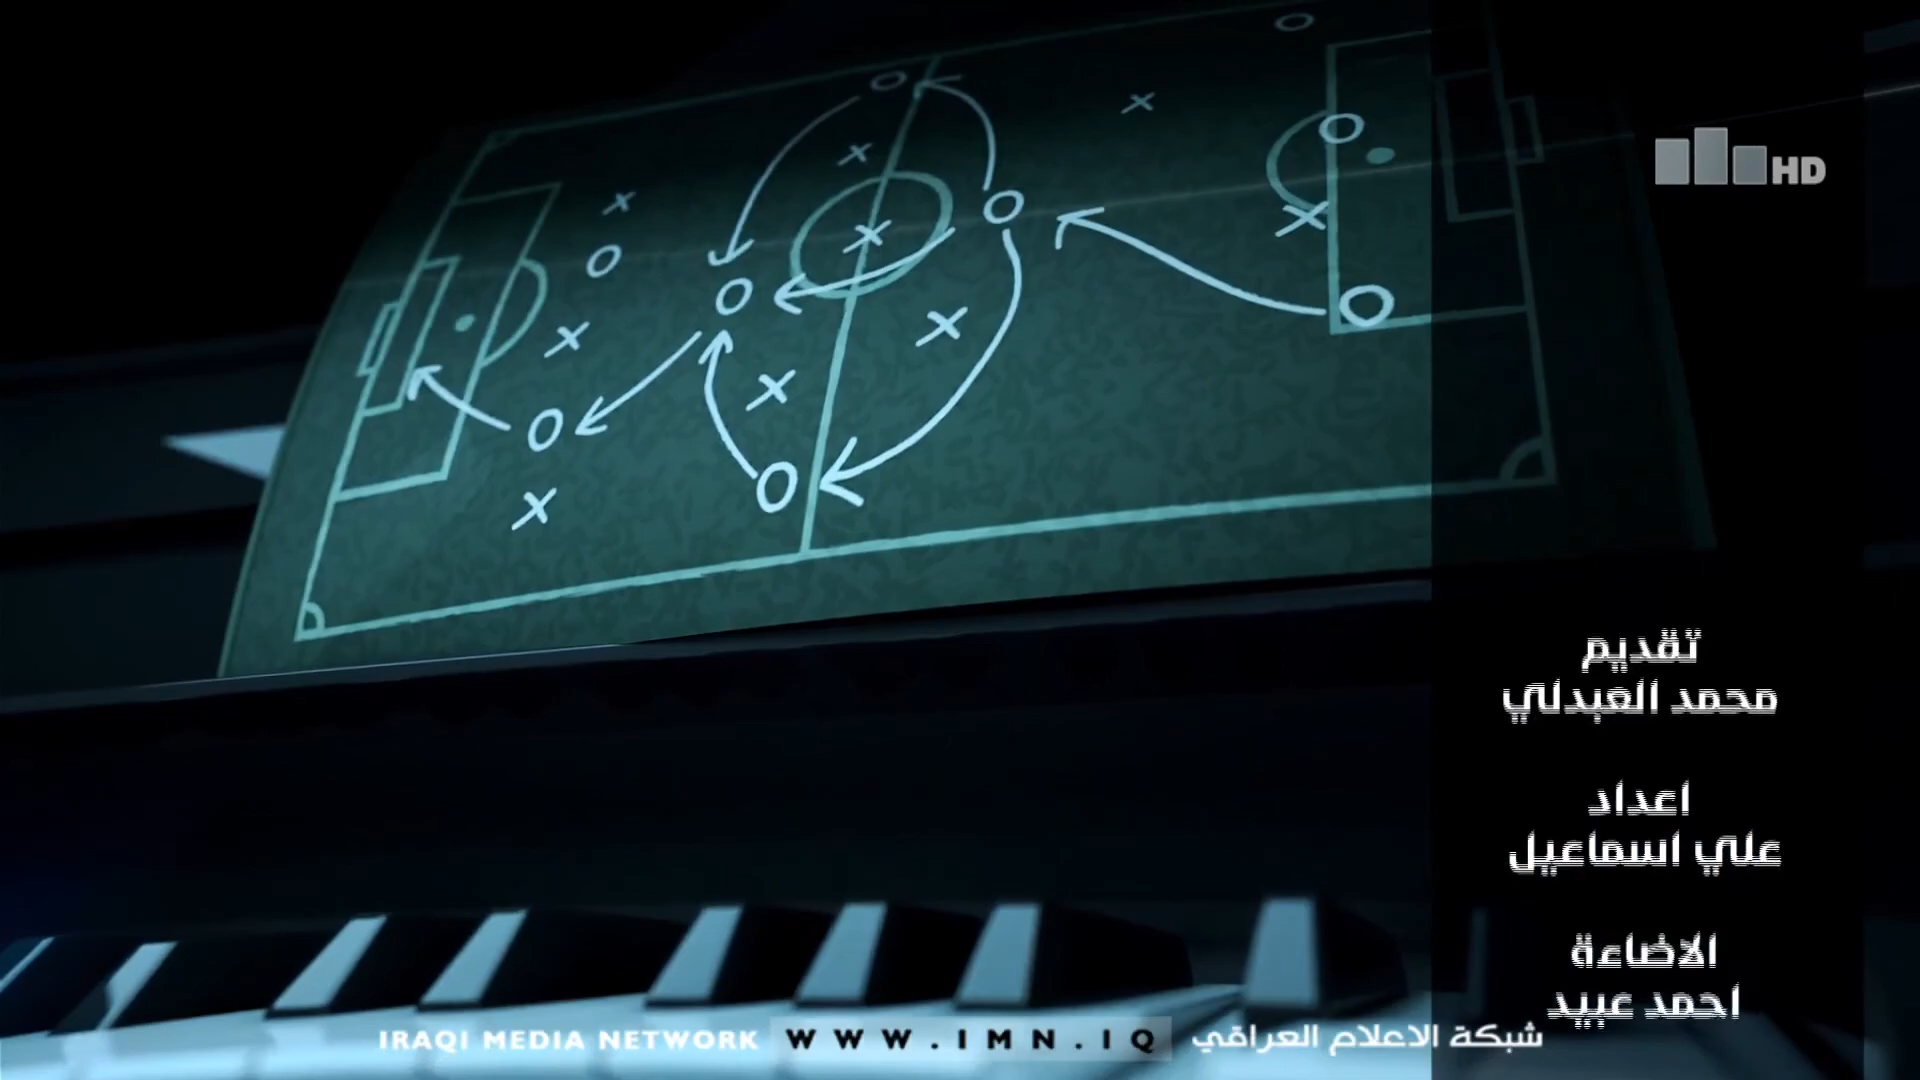 HD
تقديم
محمد العبدلي
اعداد
علي اسماعيل
الاضاءة
احمد عبيد
IRAQI MEDIA NETWORK WWW.IMN.IQ شبكة الاعلام العراقي